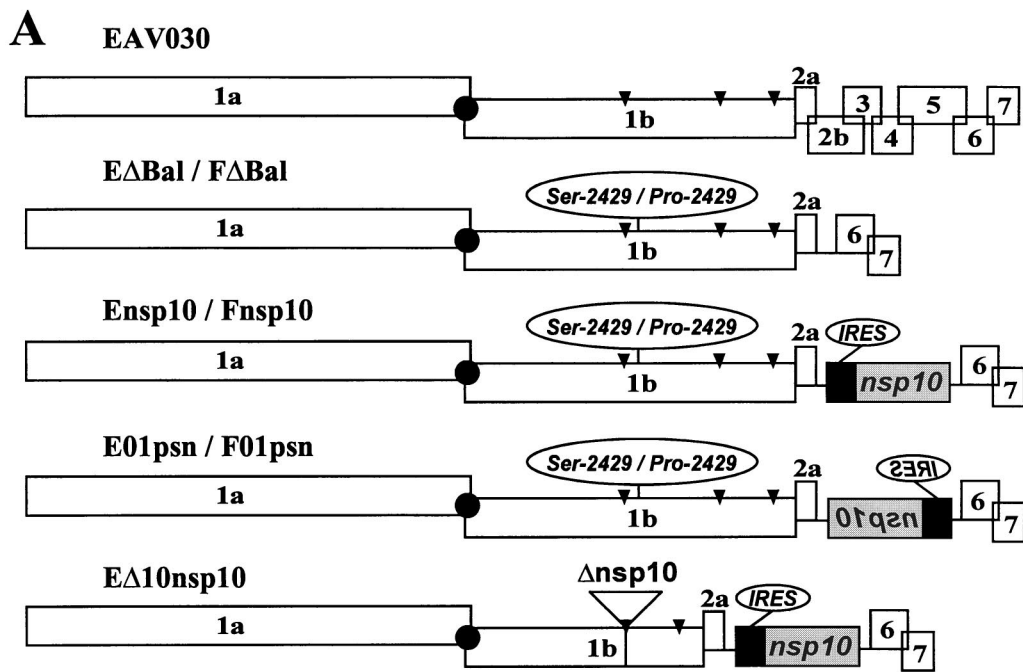 A
EAV030
1a
1b
2a
2b
3
4
5
6
7
EΔBal / FΔBal
Ser-2429 / Pro-2429
1a
1b
2a
6
7
Ensp10 / Fnsp10
Ser-2429 / Pro-2429
1a
1b
2a
IRES
nsp10
6
7
E01psn / F01psn
Ser-2429 / Pro-2429
1a
1b
2a
nsp10
IRES
6
7
EΔ10nsp10
Δnsp10
1a
1b
2a
IRES
nsp10
6
7